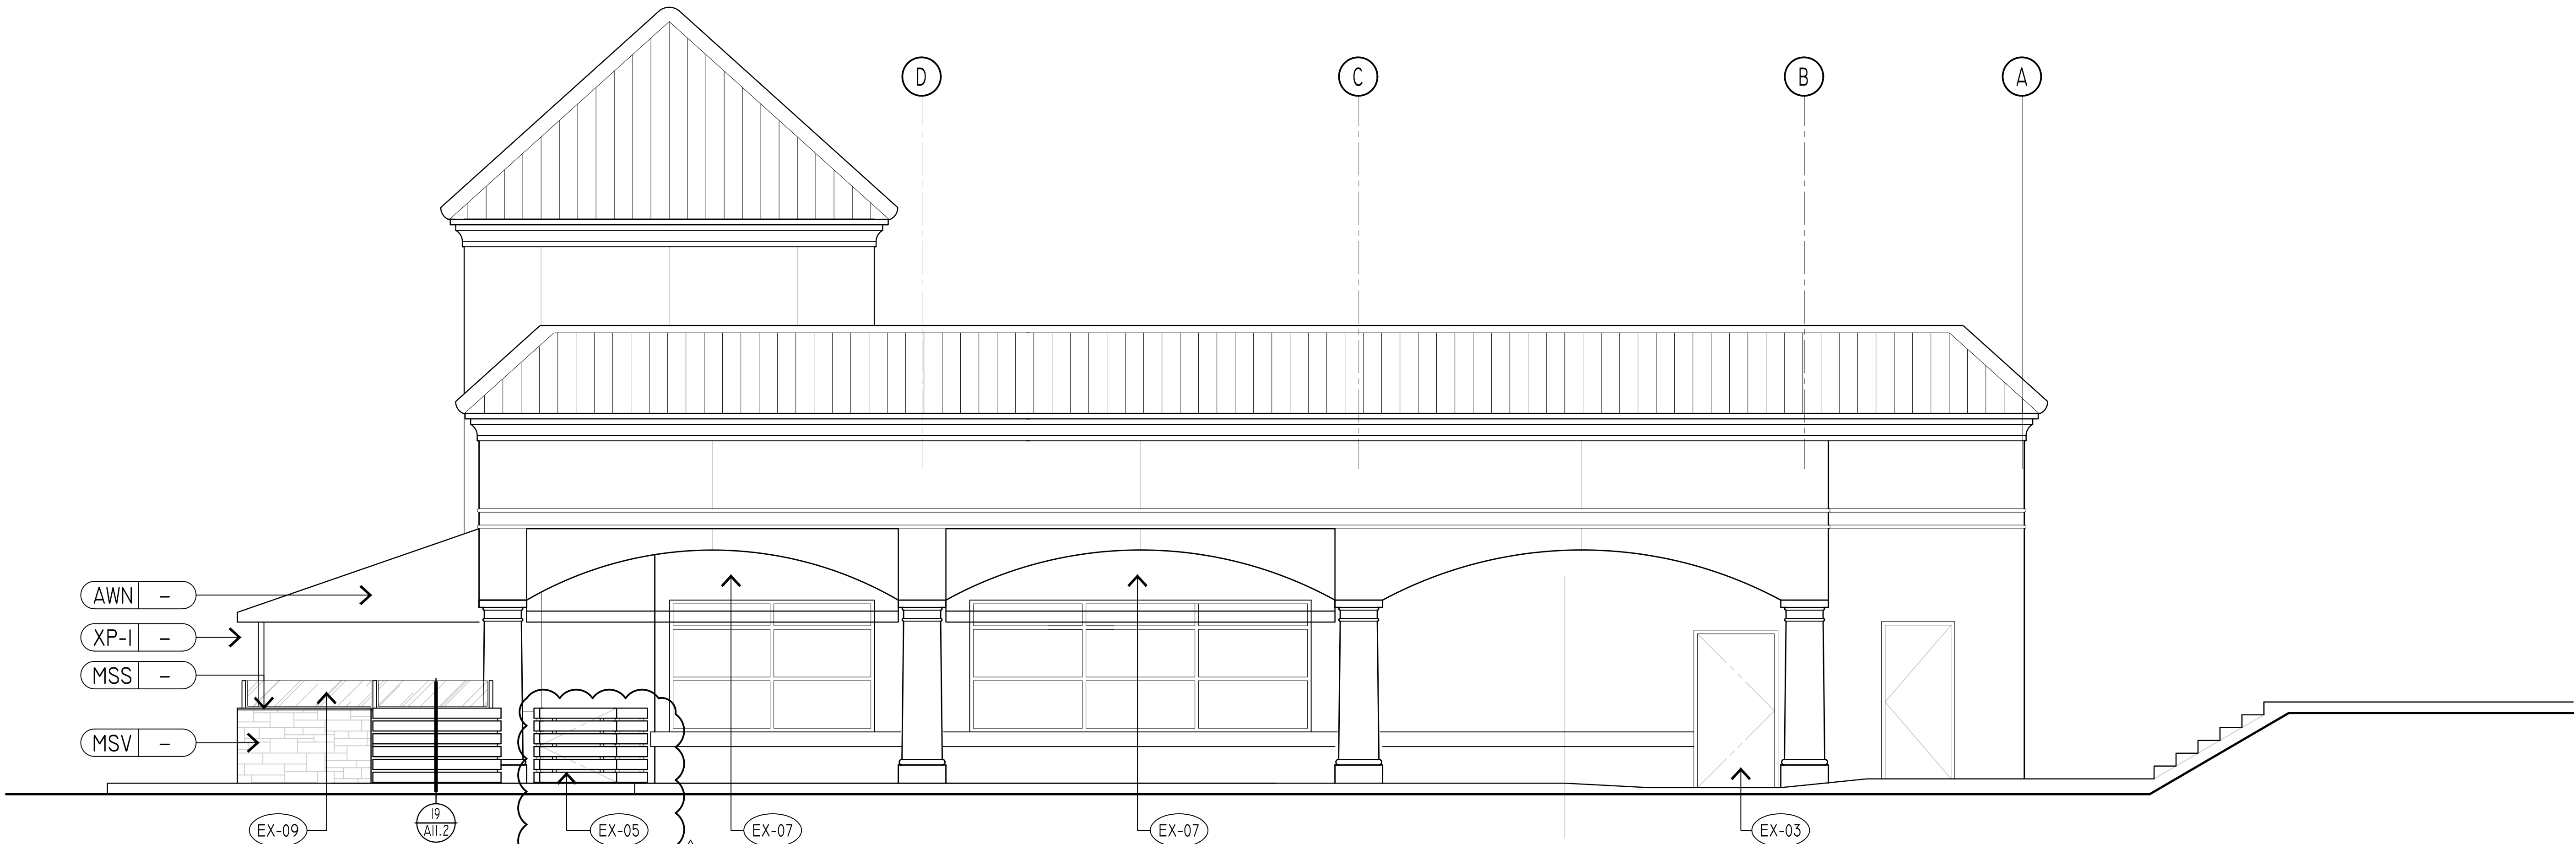 D
C
B
A
AWN -
XP-1 -
MSS -
MSV -
EX-09
19
A11.2
EX-05
EX-07
EX-07
EX-03